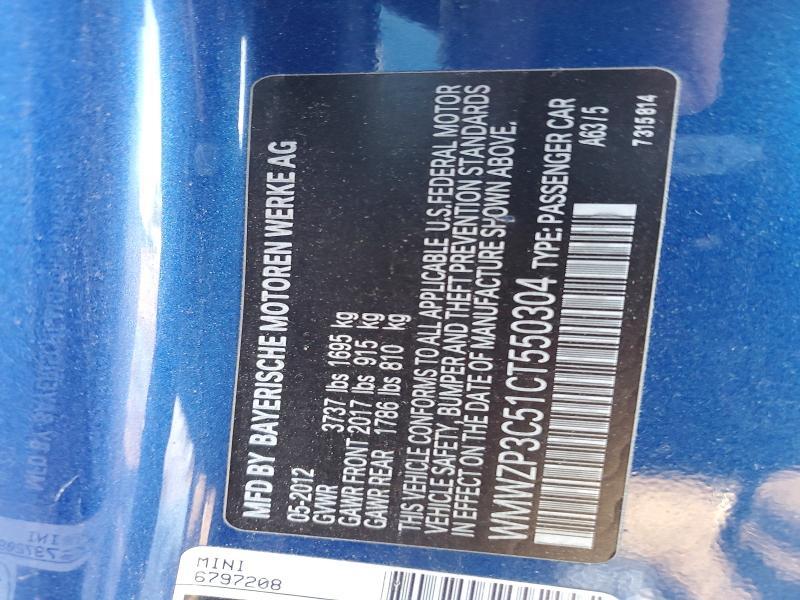 MFD BY BAYERISCHE MOTOREN WERKE AG
05-2012
GVWR 3737 lbs 1695 kg
GAWR FRONT 2017 lbs 915 kg
GAWR REAR 1786 lbs 810 kg
THIS VEHICLE CONFORMS TO ALL APPLICABLE U.S.FEDERAL MOTOR
VEHICLE SAFETY, BUMPER AND THEFT PREVENTION STANDARDS
IN EFFECT ON THE DATE OF MANUFACTURE SHOWN ABOVE.
WMWZP3C51CT550304 TYPE: PASSENGER CAR
A63/5
7 315 814
MINI
6797208